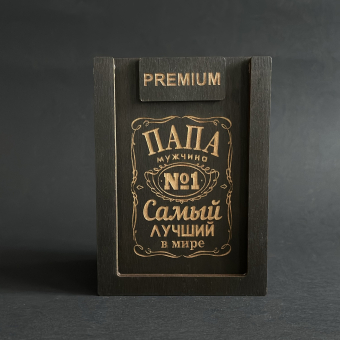 PREMIUM
ПАПА
мужчина
№1
Самый
ЛУЧШИЙ
в мире